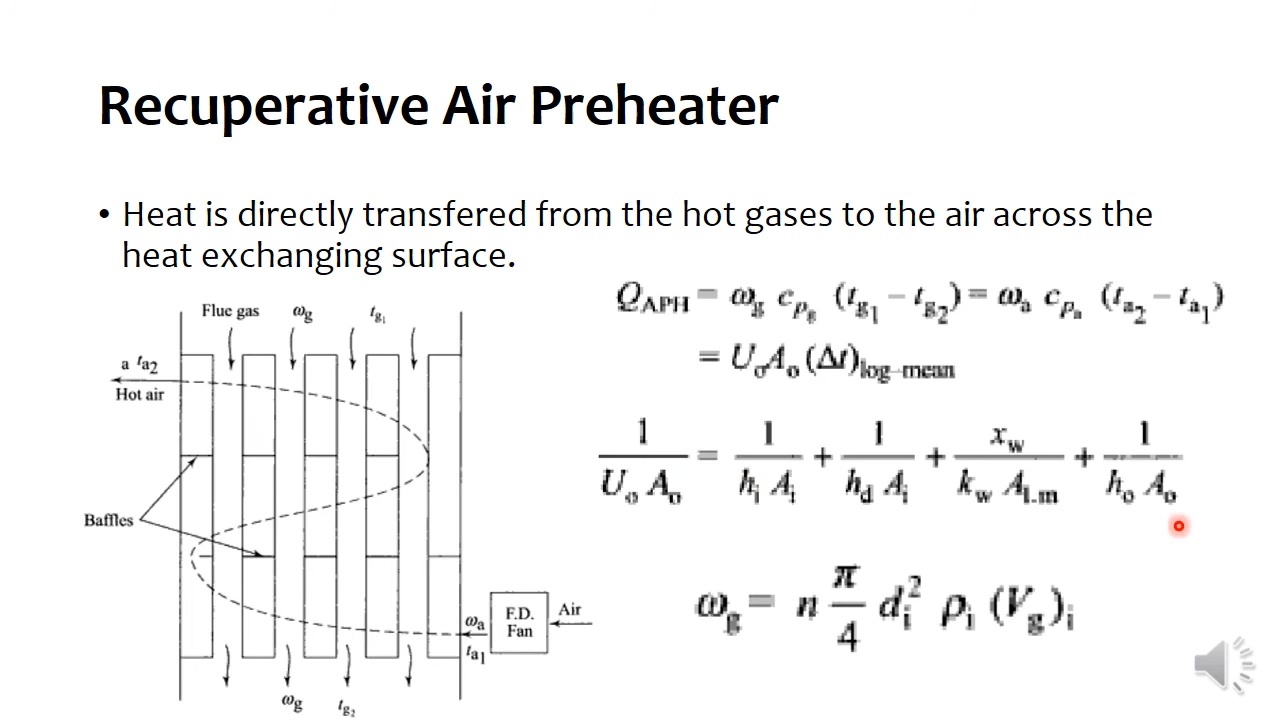 Recuperative Air Preheater
• Heat is directly transfered from the hot gases to the air across the
heat exchanging surface.
Q_APH = ω_g c_p_g (t_g₁ − t_g₂) = ω_a c_p_a (t_a₂ − t_a₁)
= U_o A_o (Δt)_log–mean
1/(U_o A_o) = 1/(h_i A_i) + 1/(h_d A_i) + x_w/(k_w A_l.m) + 1/(h_o A_o)
ω_g = n π/4 d_i² ρ_i (V_g)_i
Flue gas ω_g t_g₁
a t_a2
Hot air
Baffles
F.D.
Fan
Air
ω_a
t_a1
ω_g t_g₂